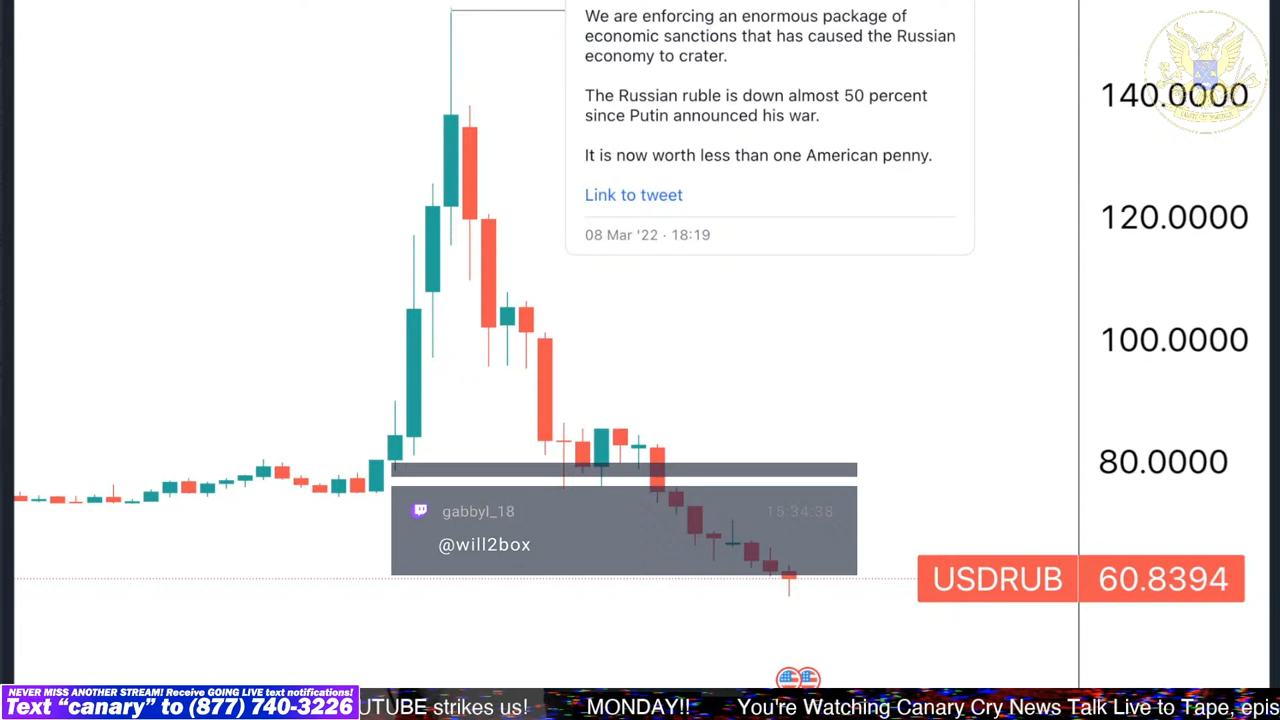 We are enforcing an enormous package of
economic sanctions that has caused the Russian
economy to crater.
The Russian ruble is down almost 50 percent
since Putin announced his war.
It is now worth less than one American penny.
Link to tweet
08 Mar '22 · 18:19
140.0000
120.0000
100.0000
80.0000
gabbyl_18
15:34:38
@will2box
USDRUB 60.8394
NEVER MISS ANOTHER STREAM! Receive GOING LIVE text notifications!
Text “canary” to (877) 740-3226
UTUBE strikes us! MONDAY!! You're Watching Canary Cry News Talk Live to Tape. epis